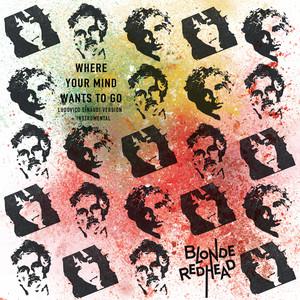 WHERE
YOUR MIND
WANTS TO GO
LUDOVICO EINAUDI VERSION
+ INSTRUMENTAL
BLONDE
REDHEAD